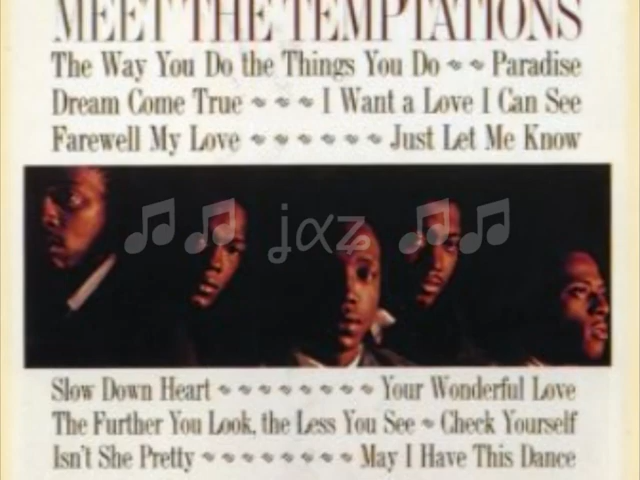 MEET THE TEMPTATIONS
The Way You Do the Things You Do ~ ~ Paradise
Dream Come True ~ ~ ~ I Want a Love I Can See
Farewell My Love ~ ~ ~ ~ ~ ~ Just Let Me Know
♫♫ jαʑ ♫♫
Slow Down Heart ~ ~ ~ ~ ~ ~ ~ ~ Your Wonderful Love
The Further You Look, the Less You See ~ Check Yourself
Isn't She Pretty ~ ~ ~ ~ ~ ~ ~ ~ May I Have This Dance